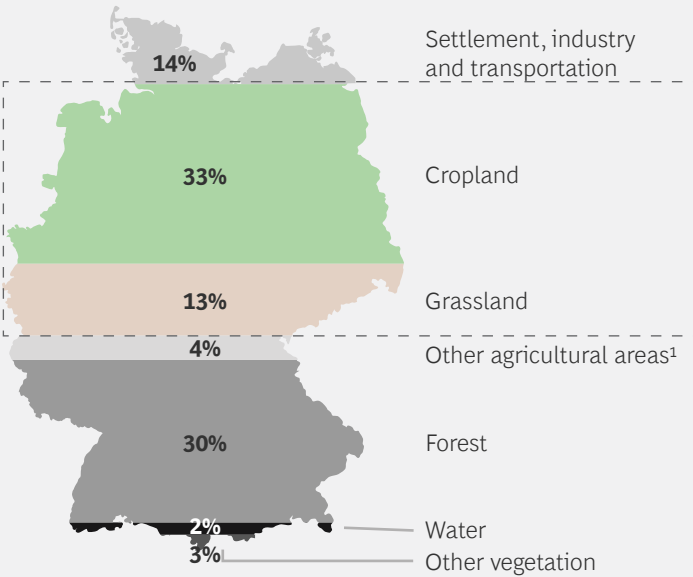 Settlement, industry
and transportation
14%
33%
Cropland
13%
Grassland
4%
Other agricultural areas¹
30%
Forest
2%
Water
3%
Other vegetation